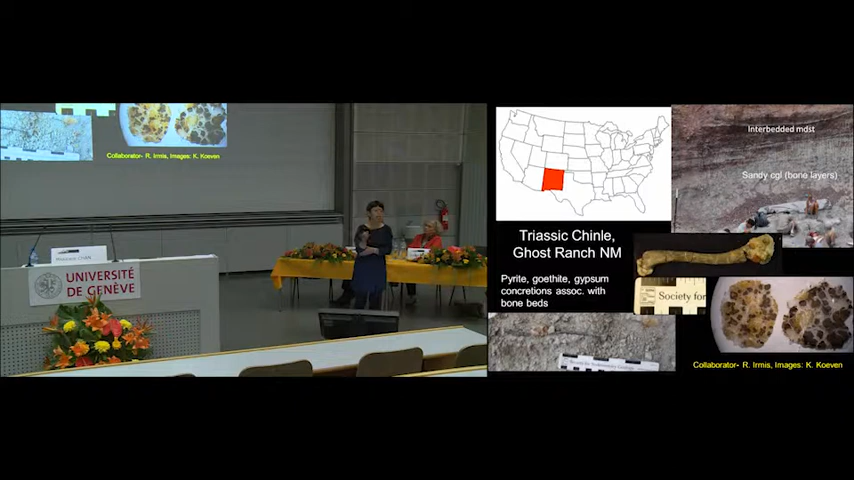 Collaborator- R. Irmis, Images: K. Koeven
UNIVERSITÉ
DE GENÈVE
Interbedded mdst
Sandy cgl (bone layers)
Triassic Chinle,
Ghost Ranch NM
Pyrite, goethite, gypsum
concretions assoc. with
bone beds
Society for
Collaborator- R. Irmis, Images: K. Koeven